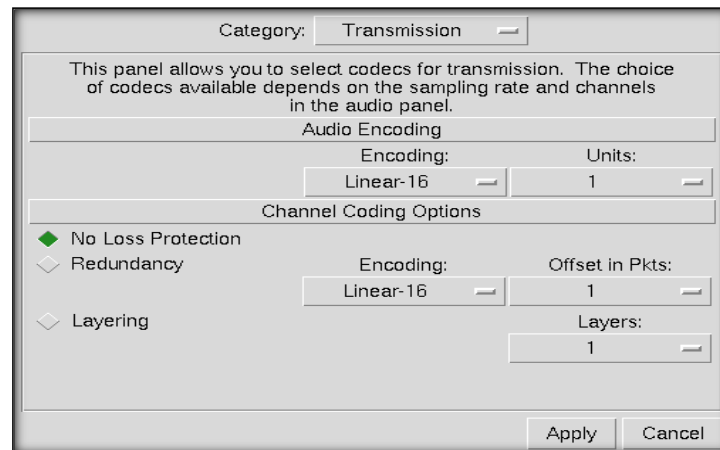 Category: Transmission
This panel allows you to select codecs for transmission. The choice
of codecs available depends on the sampling rate and channels
in the audio panel.
Audio Encoding
Encoding: Units:
Linear-16 1
Channel Coding Options
No Loss Protection
Redundancy Encoding: Offset in Pkts:
Linear-16 1
Layering Layers:
1
Apply Cancel